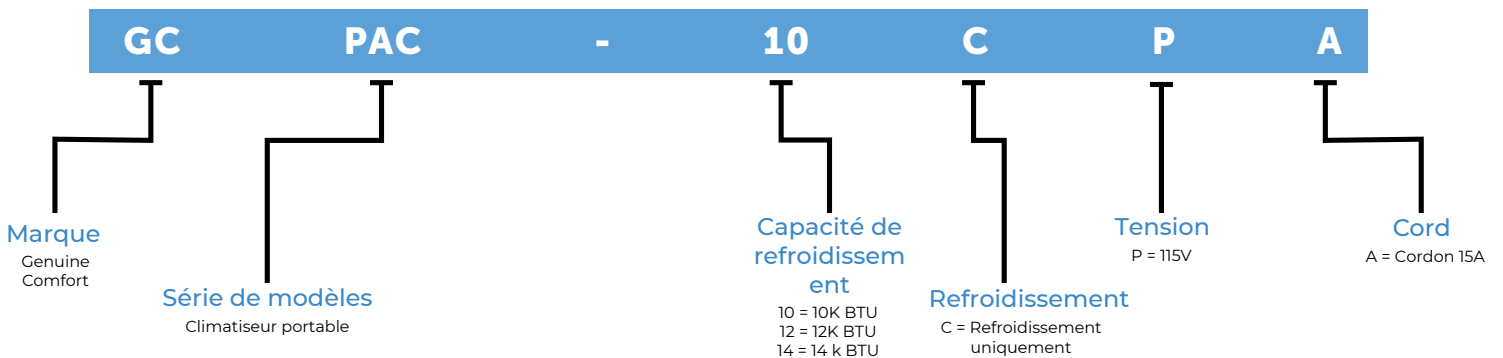 GC PAC - 10 C P A
Marque
Genuine
Comfort
Série de modèles
Climatiseur portable
Capacité de
refroidissem
ent
10 = 10K BTU
12 = 12K BTU
14 = 14 k BTU
Refroidissement
C = Refroidissement
uniquement
Tension
P = 115V
Cord
A = Cordon 15A